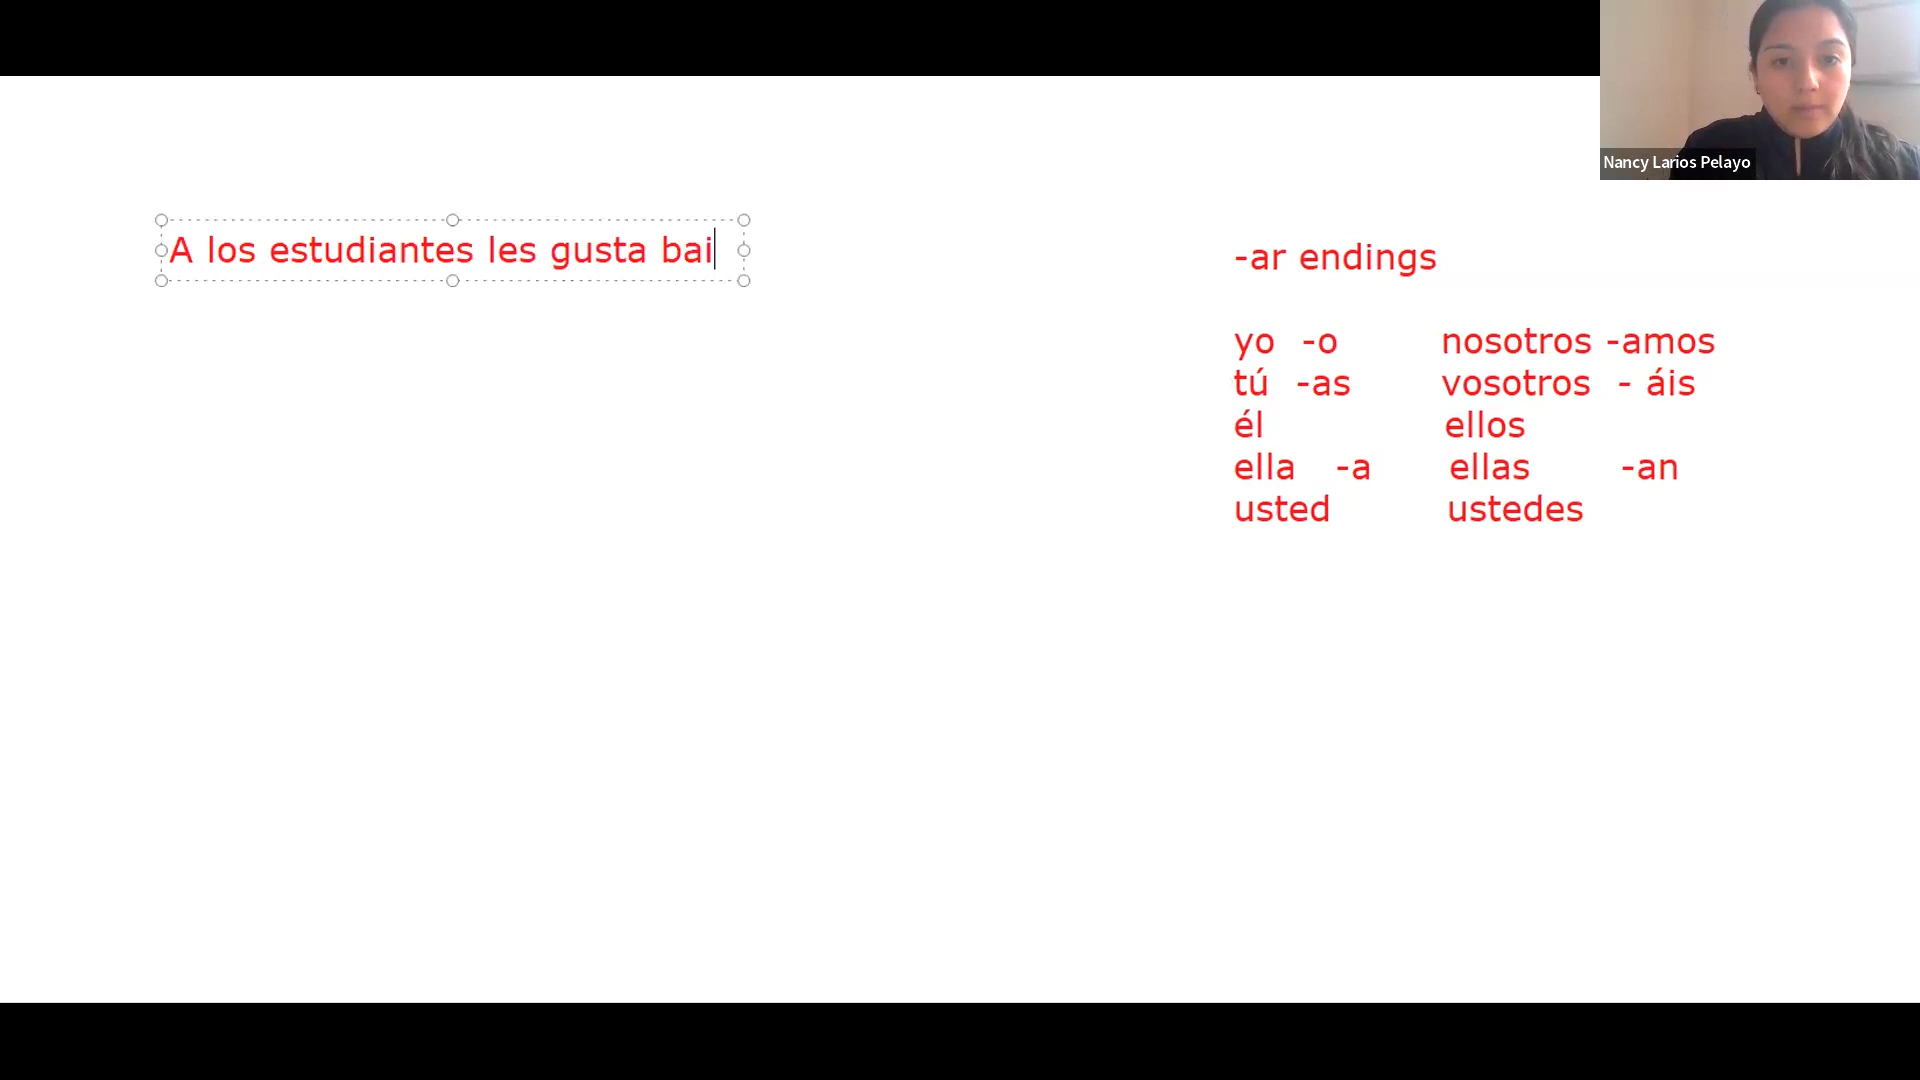 Nancy Larios Pelayo
A los estudiantes les gusta bai
-ar endings
yo -o nosotros -amos
tú -as vosotros - áis
él ellos
ella -a ellas -an
usted ustedes